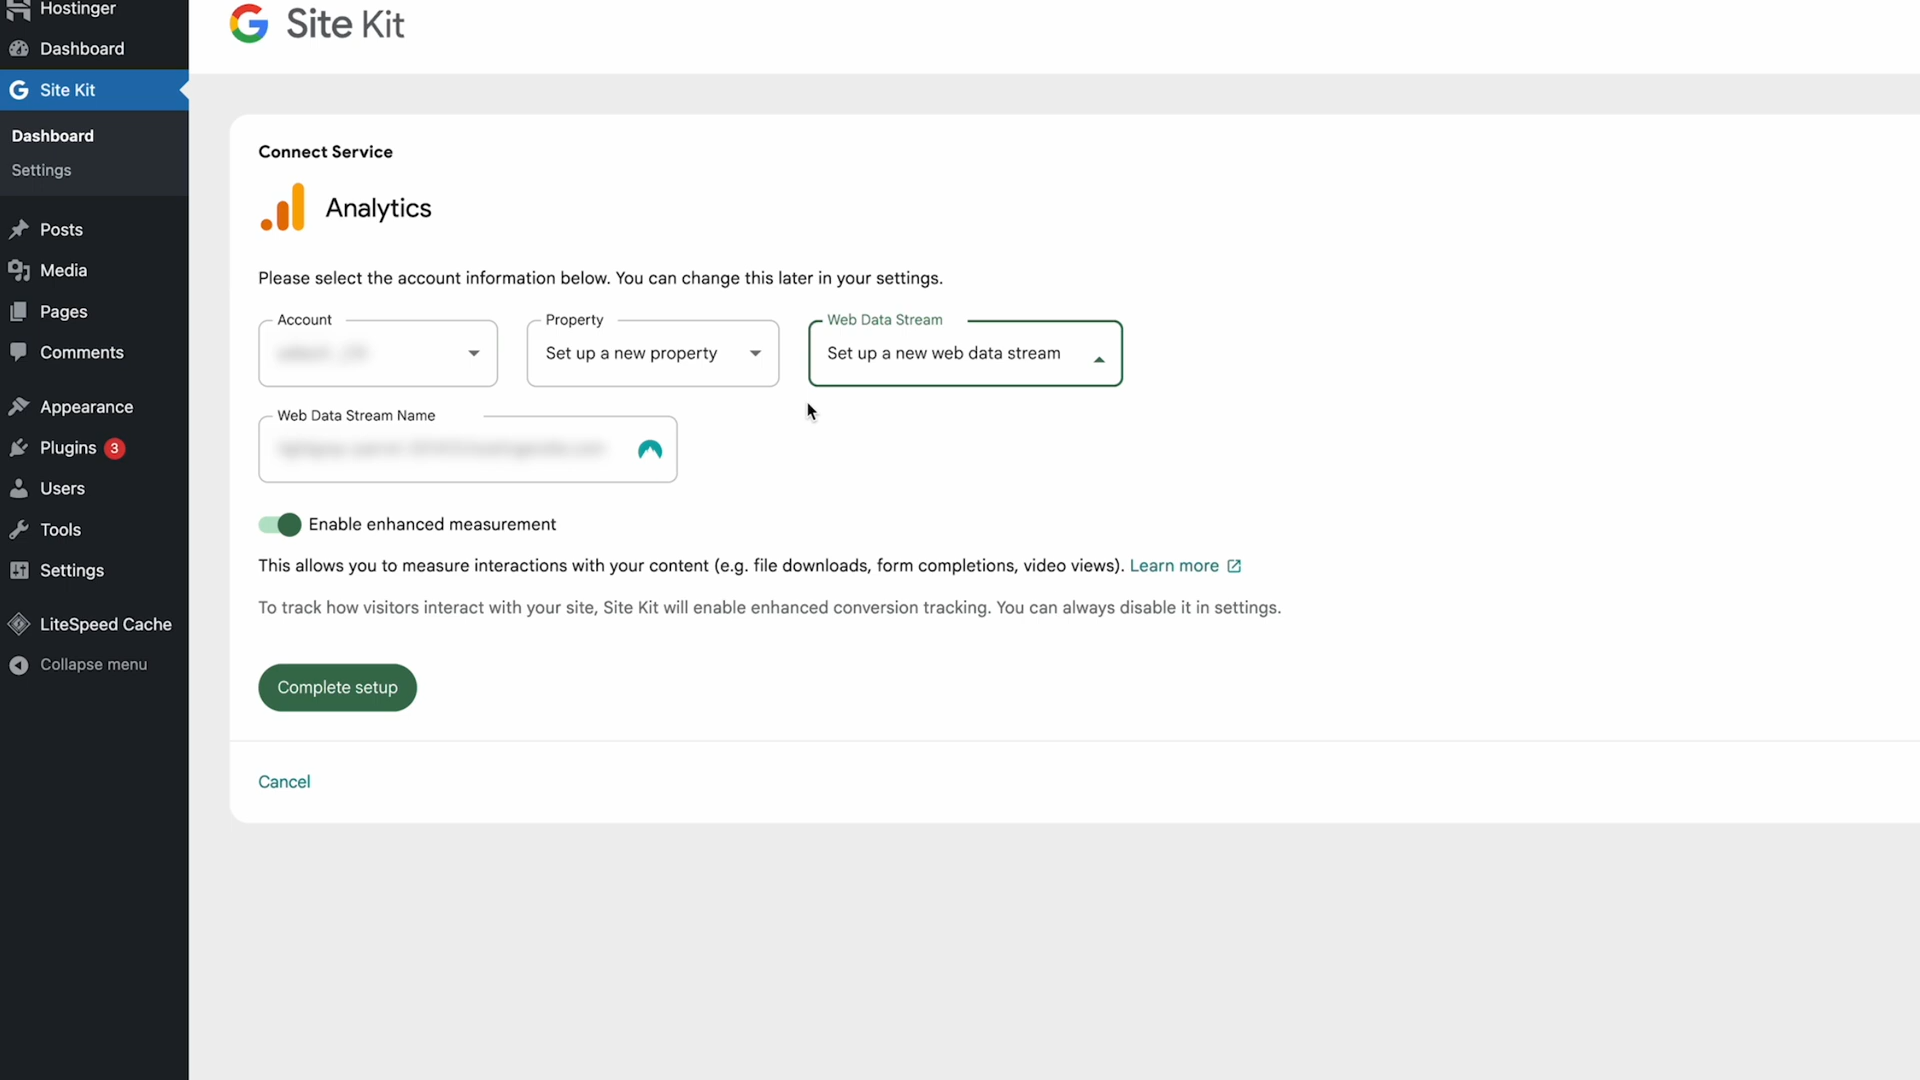 Hostinger
Dashboard
Site Kit
Dashboard
Settings
Posts
Media
Pages
Comments
Appearance
Plugins 3
Users
Tools
Settings
LiteSpeed Cache
Collapse menu
Site Kit
Connect Service
Analytics
Please select the account information below. You can change this later in your settings.
Account
Property
Set up a new property
Web Data Stream
Set up a new web data stream
Web Data Stream Name
Enable enhanced measurement
This allows you to measure interactions with your content (e.g. file downloads, form completions, video views). Learn more
To track how visitors interact with your site, Site Kit will enable enhanced conversion tracking. You can always disable it in settings.
Complete setup
Cancel